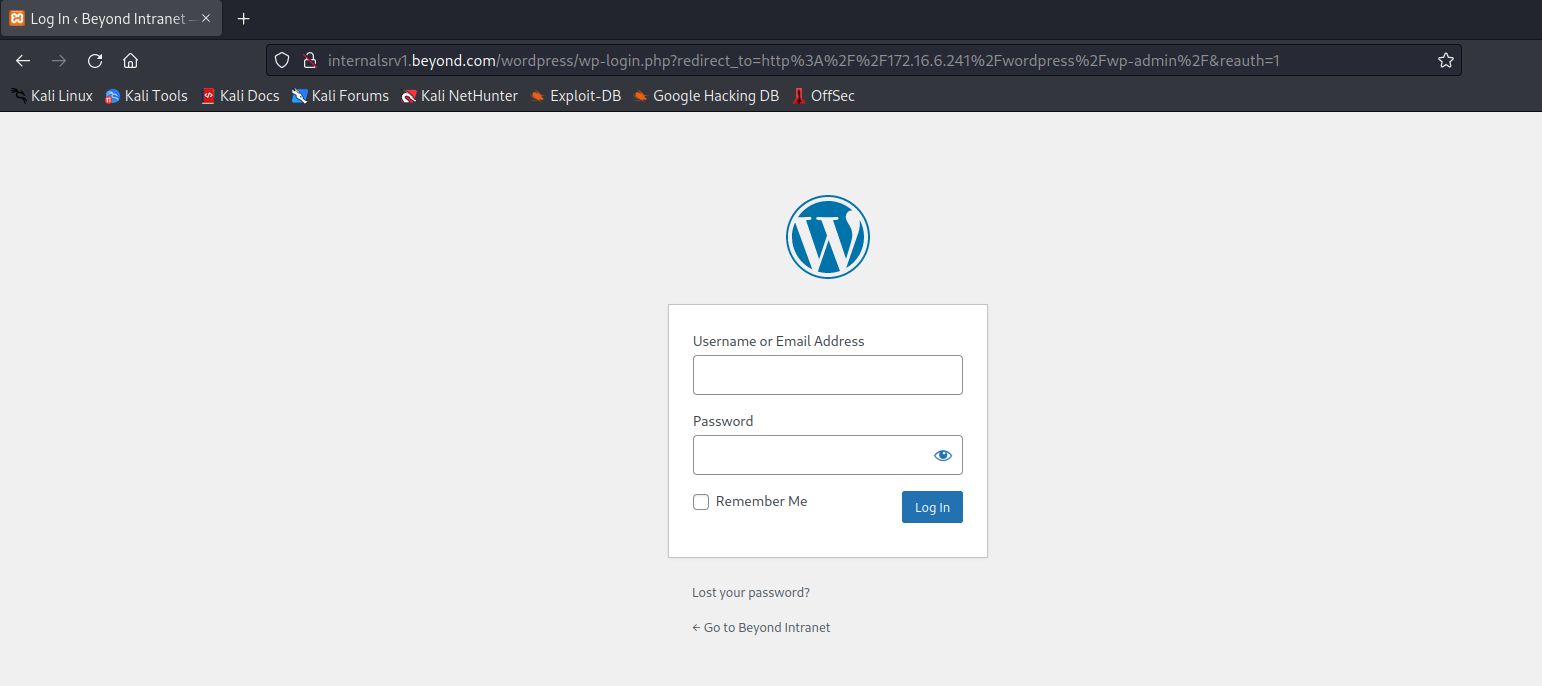 Log In ‹ Beyond Intranet —
internalsrv1.beyond.com/wordpress/wp-login.php?redirect_to=http%3A%2F%2F172.16.6.241%2Fwordpress%2Fwp-admin%2F&reauth=1
Kali Linux Kali Tools Kali Docs Kali Forums Kali NetHunter Exploit-DB Google Hacking DB OffSec
Username or Email Address
Password
Remember Me Log In
Lost your password?
← Go to Beyond Intranet